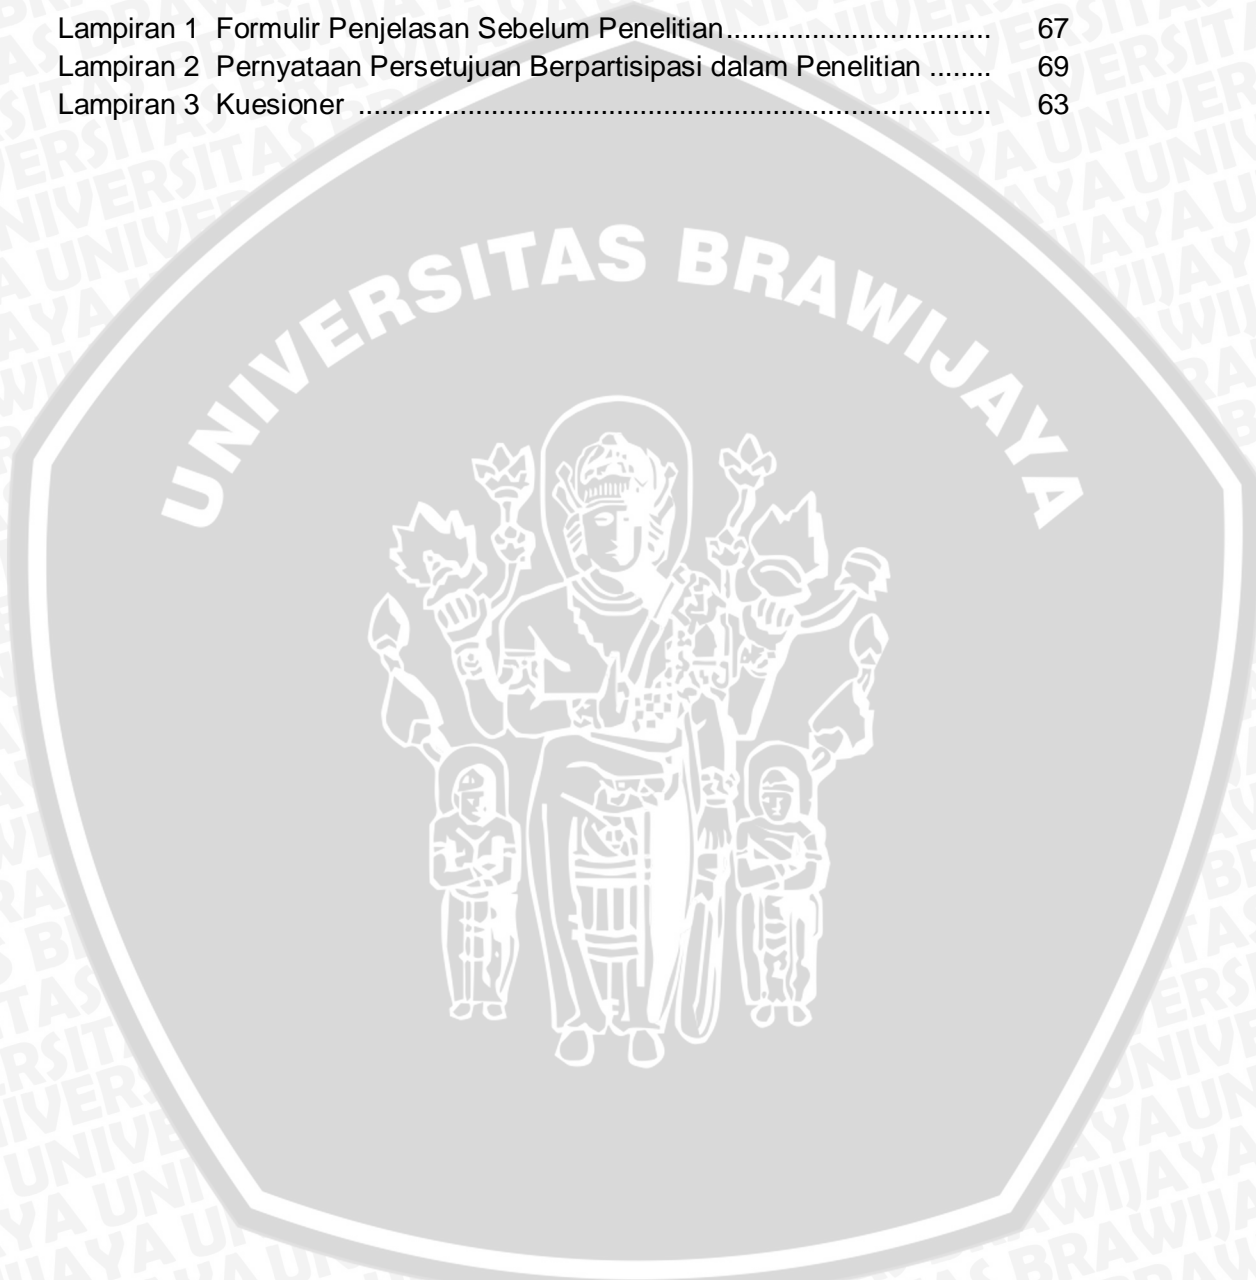 Lampiran 1 Formulir Penjelasan Sebelum Penelitian.................................. 67
Lampiran 2 Pernyataan Persetujuan Berpartisipasi dalam Penelitian ........ 69
Lampiran 3 Kuesioner .................................................................................. 63
UNIVERSITAS BRAWIJAYA